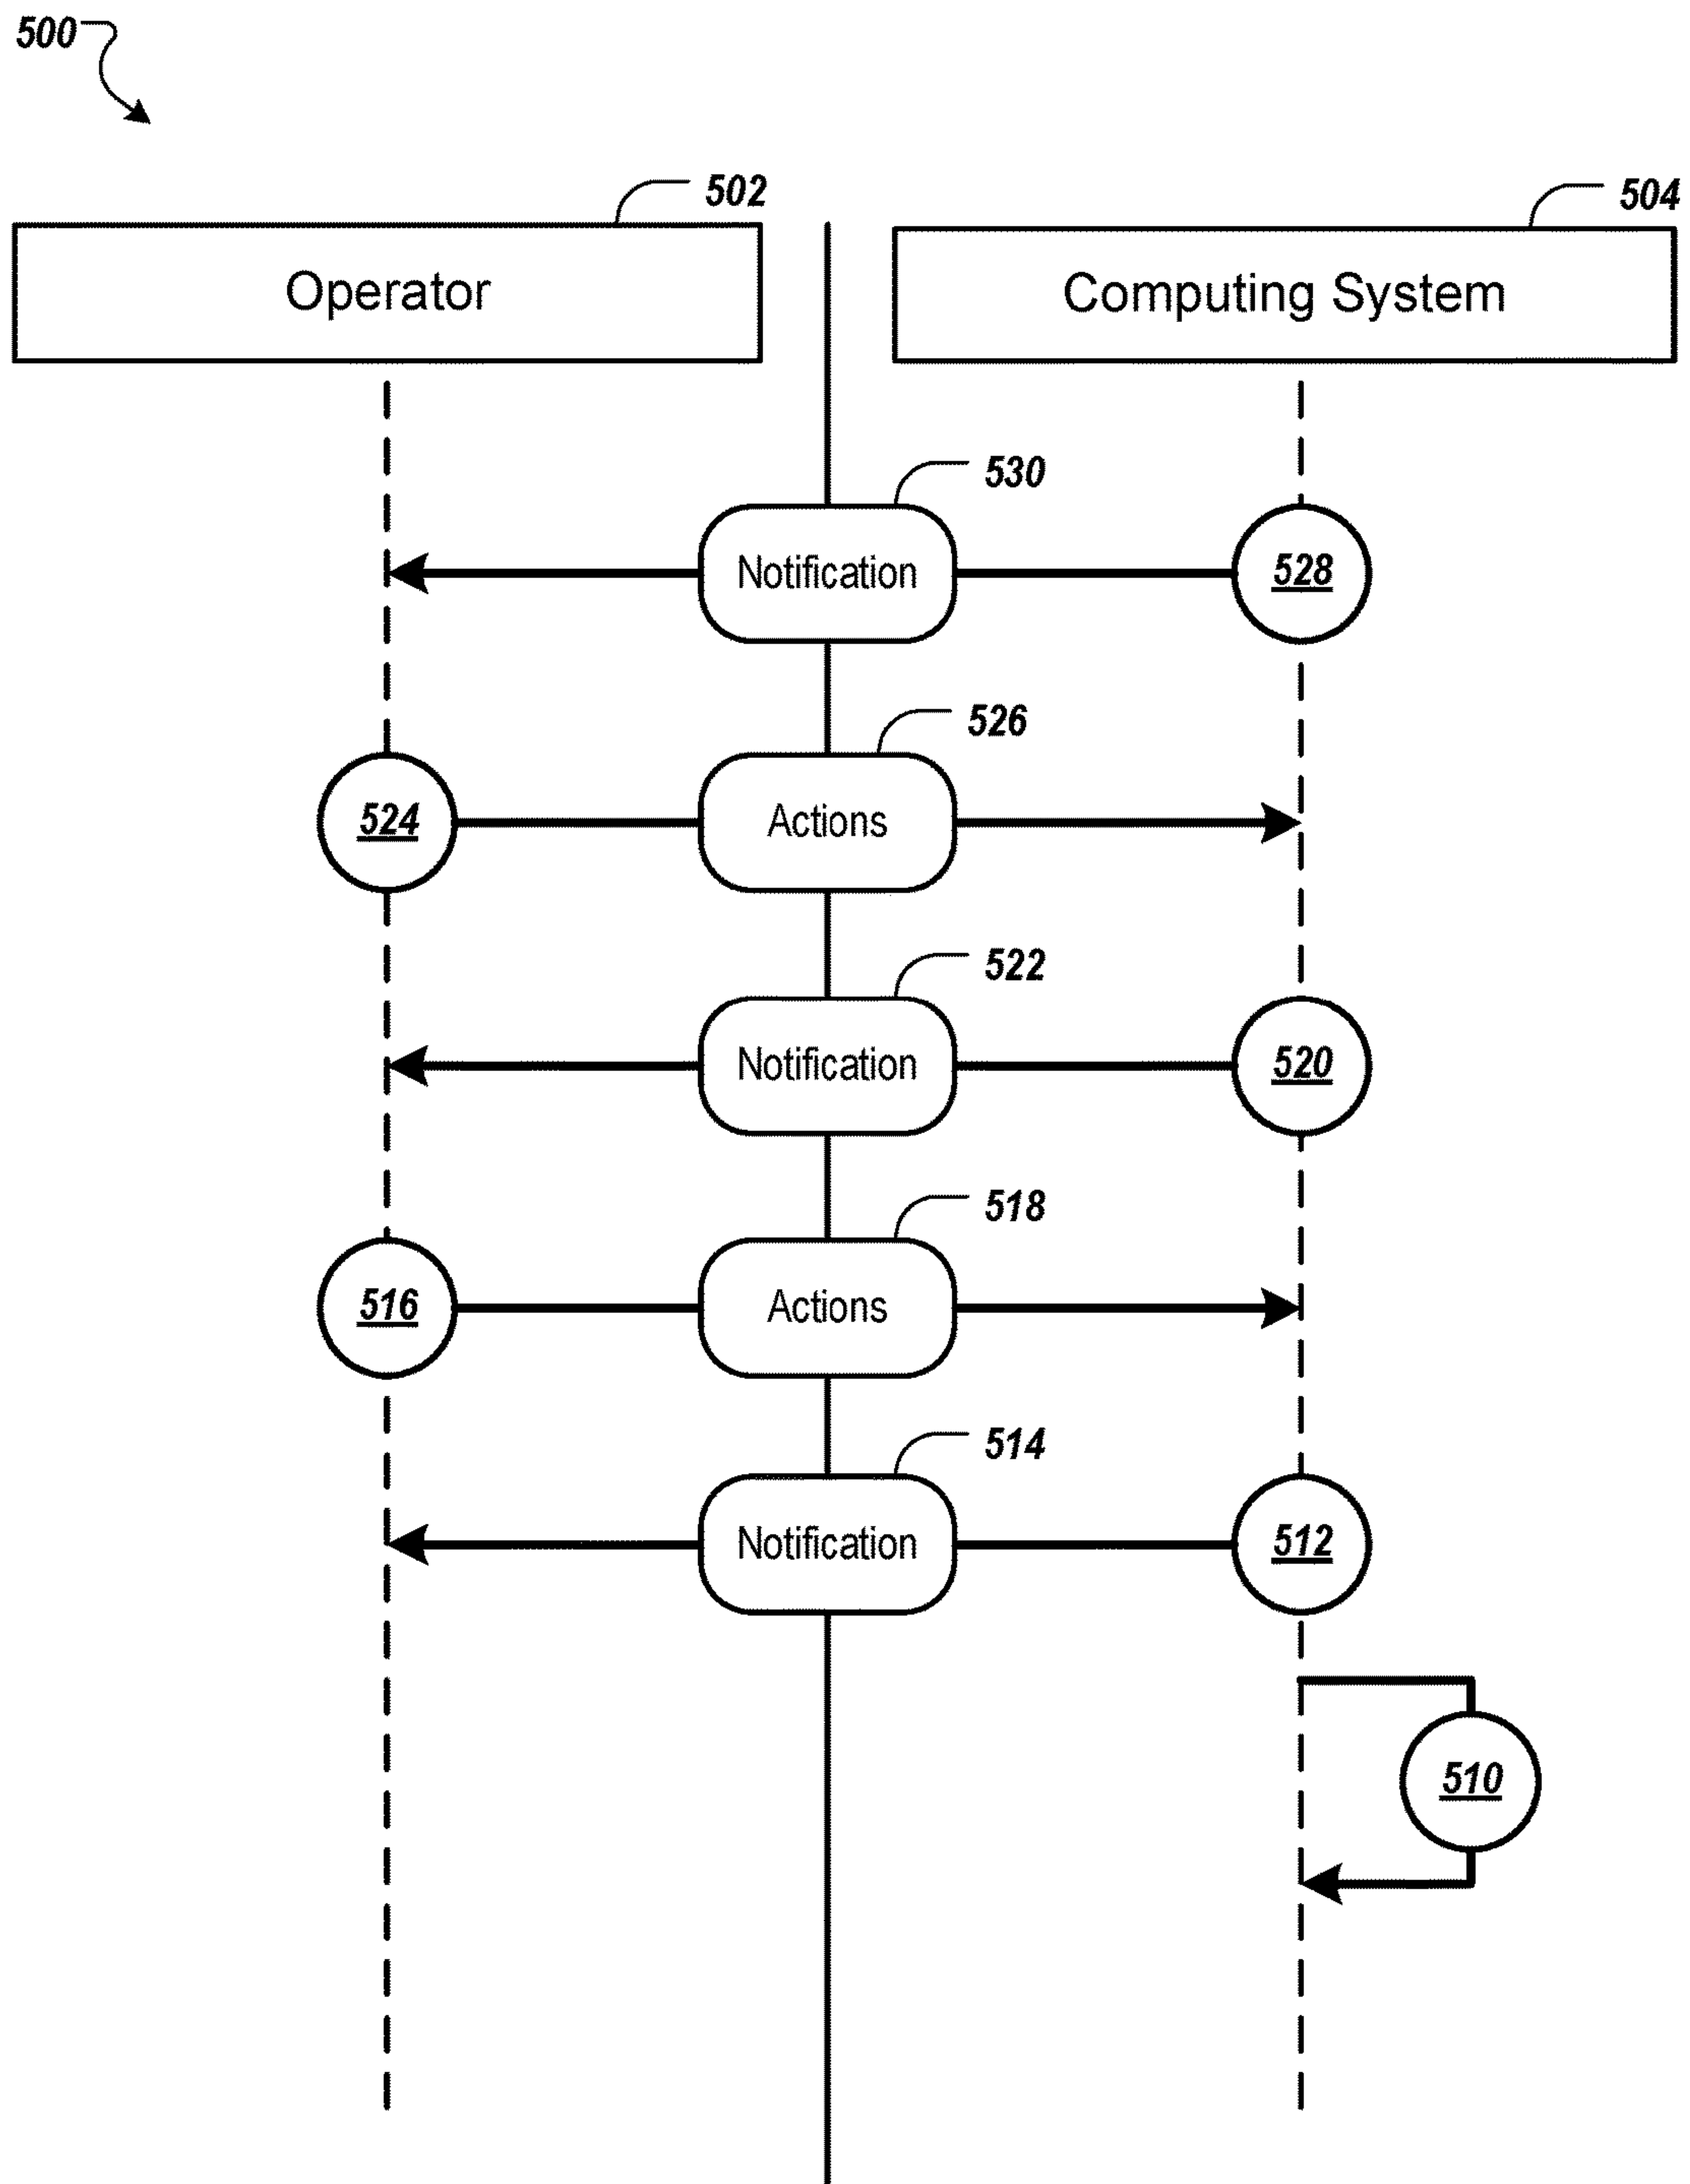 500
502
504
Operator
Computing System
530
Notification
528
526
524
Actions
522
Notification
520
518
516
Actions
514
Notification
512
510